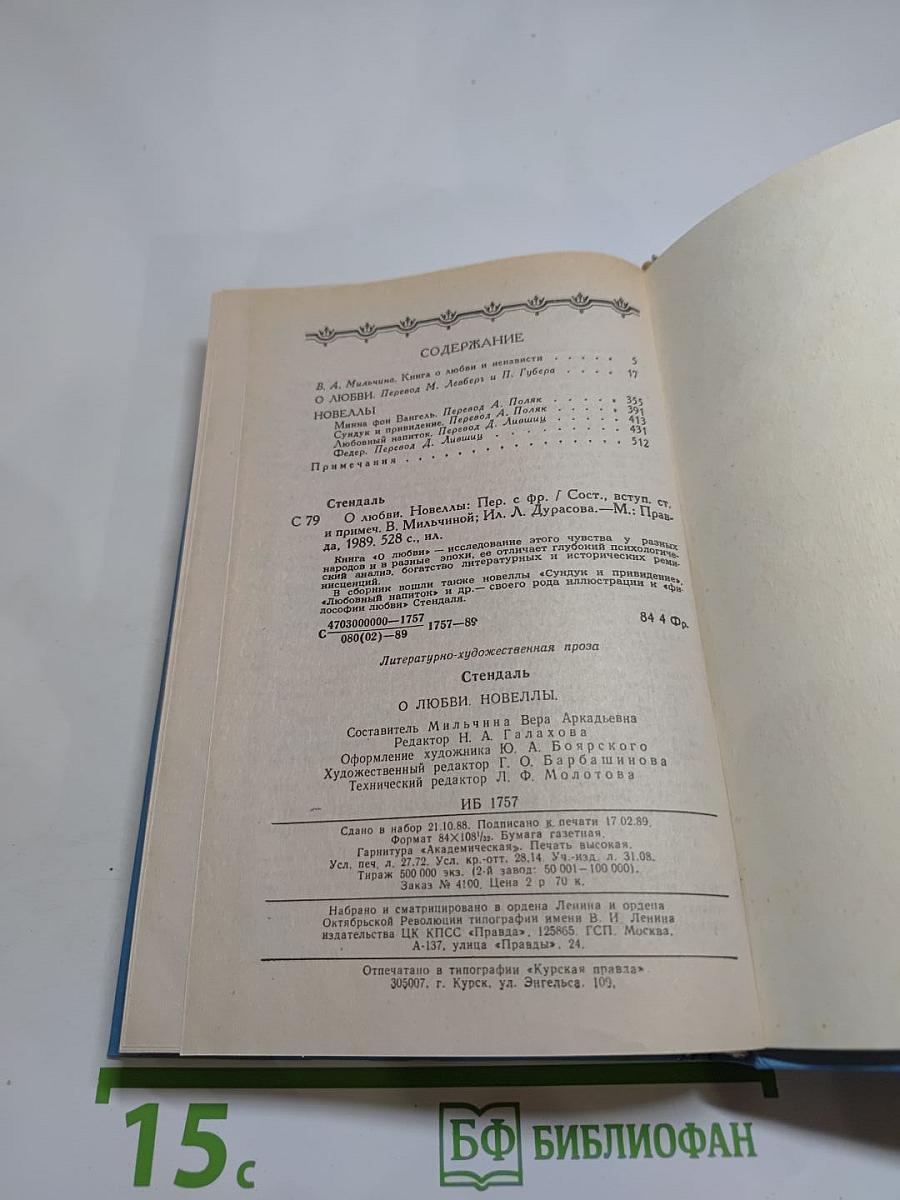 СОДЕРЖАНИЕ
В. А. Мильчина. Книга о любви и ненависти . . . . . 5
О ЛЮБВИ. Перевод М. Левберг и П. Губера . . . . 17
НОВЕЛЛЫ
Минна фон Вангель. Перевод А. Поляк . . . . . 355
Сундук и привидение. Перевод А. Поляк . . . . . 391
Любовный напиток. Перевод Д. Лившиц . . . . . 413
Федер. Перевод Д. Лившиц . . . . . . . . 431
Примечания . . . . . . . . . . . . . . 512
Стендаль
С 79 О любви. Новеллы: Пер. с фр. / Сост., вступ. ст.
и примеч. В. Мильчиной; Ил. Л. Дурасова.—М.: Прав-
да, 1989. 528 с., ил.
Книга «О любви» — исследование этого чувства у разных
народов и в разные эпохи, ее отличает глубокий психологиче-
ский анализ, богатство литературных и исторических реми-
нисценций.
В сборник вошли также новеллы «Сундук и привидение»,
«Любовный напиток» и др.— своего рода иллюстрации к «фи-
лософии любви» Стендаля.
С 4703000000—1757 1757—89 84 4 Фр.
080(02)—89
Литературно-художественная проза
Стендаль
О ЛЮБВИ. НОВЕЛЛЫ.
Составитель Мильчина Вера Аркадьевна
Редактор Н. А. Галахова
Оформление художника Ю. А. Боярского
Художественный редактор Г. О. Барбашинова
Технический редактор Л. Ф. Молотова
ИБ 1757
Сдано в набор 21.10.88. Подписано к печати 17.02.89.
Формат 84×108¹/₃₂. Бумага газетная.
Гарнитура «Академическая». Печать высокая.
Усл. печ. л. 27.72. Усл. кр.-отт. 28.14. Уч.-изд. л. 31.08.
Тираж 500 000 экз. (2-й завод: 50 001—100 000).
Заказ № 4100. Цена 2 р 70 к.
Набрано и сматрицировано в ордена Ленина и ордена
Октябрьской Революции типографии имени В. И. Ленина
издательства ЦК КПСС «Правда». 125865. ГСП. Москва,
А-137, улица «Правды». 24.
Отпечатано в типографии «Курская правда»
305007. г. Курск, ул. Энгельса. 109.
15 с
БФ БИБЛИОФАН